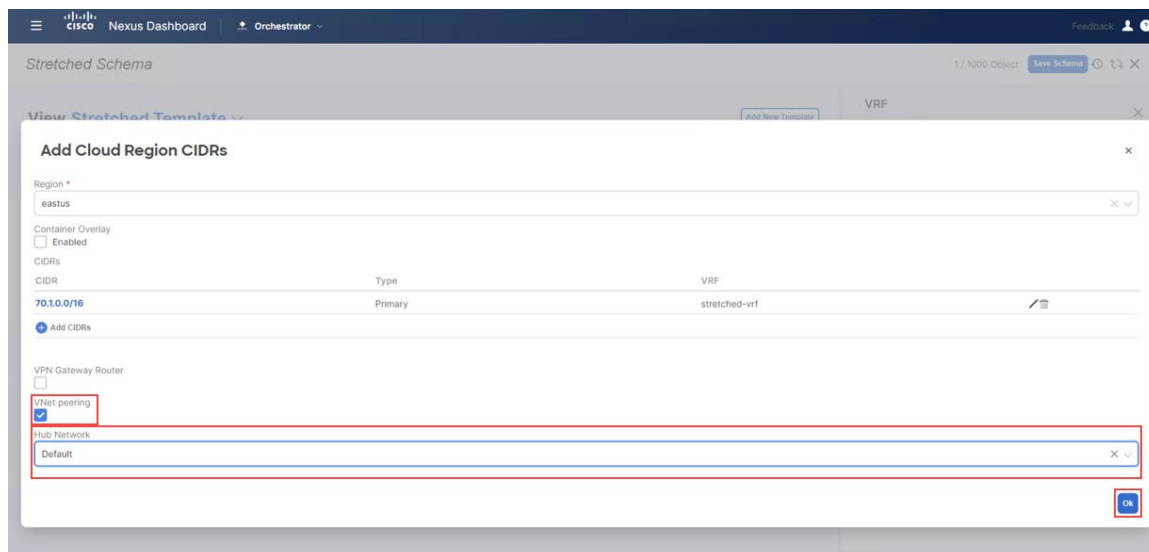 CISCO Nexus Dashboard Orchestrator Feedback
Stretched Schema 1 / 1000 Object Save Schema
View Stretched Template Add New Template VRF
Add Cloud Region CIDRs
Region *
eastus
Container Overlay
Enabled
CIDRs
CIDR Type VRF
70.1.0.0/16 Primary stretched-vrf
Add CIDRs
VPN Gateway Router
VNet peering
Hub Network
Default
Ok